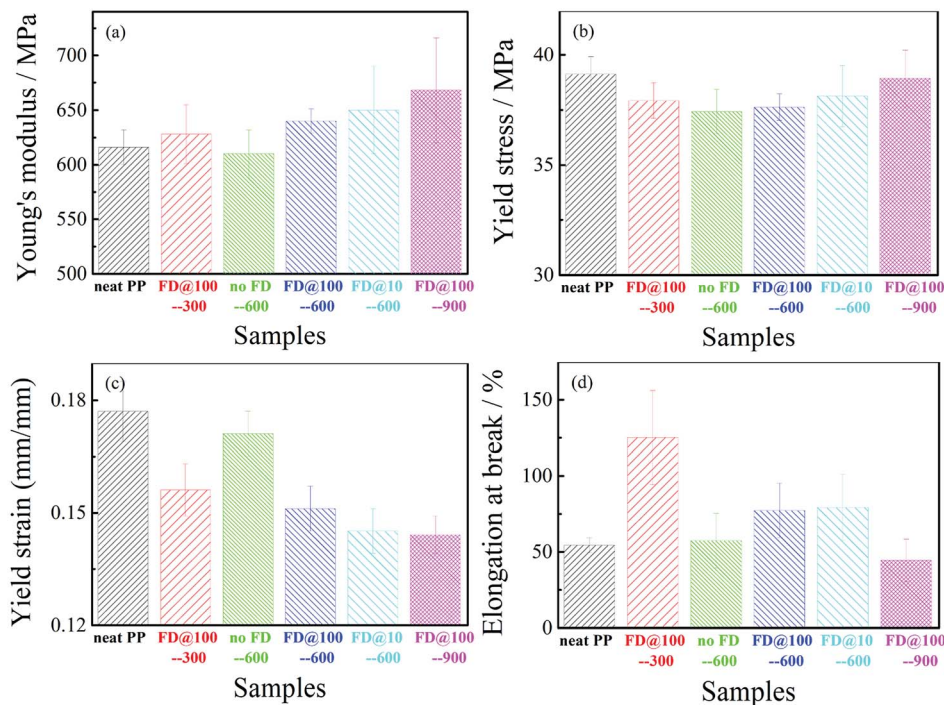 (a)
Young's modulus / MPa
700
650
600
550
500
neat PP FD@100 no FD FD@100 FD@10 FD@100
--300 --600 --600 --600 --900
Samples
(b)
Yield stress / MPa
40
35
30
neat PP FD@100 no FD FD@100 FD@10 FD@100
--300 --600 --600 --600 --900
Samples
(c)
Yield strain (mm/mm)
0.18
0.15
0.12
neat PP FD@100 no FD FD@100 FD@10 FD@100
--300 --600 --600 --600 --900
Samples
(d)
Elongation at break / %
150
100
50
0
neat PP FD@100 no FD FD@100 FD@10 FD@100
--300 --600 --600 --600 --900
Samples